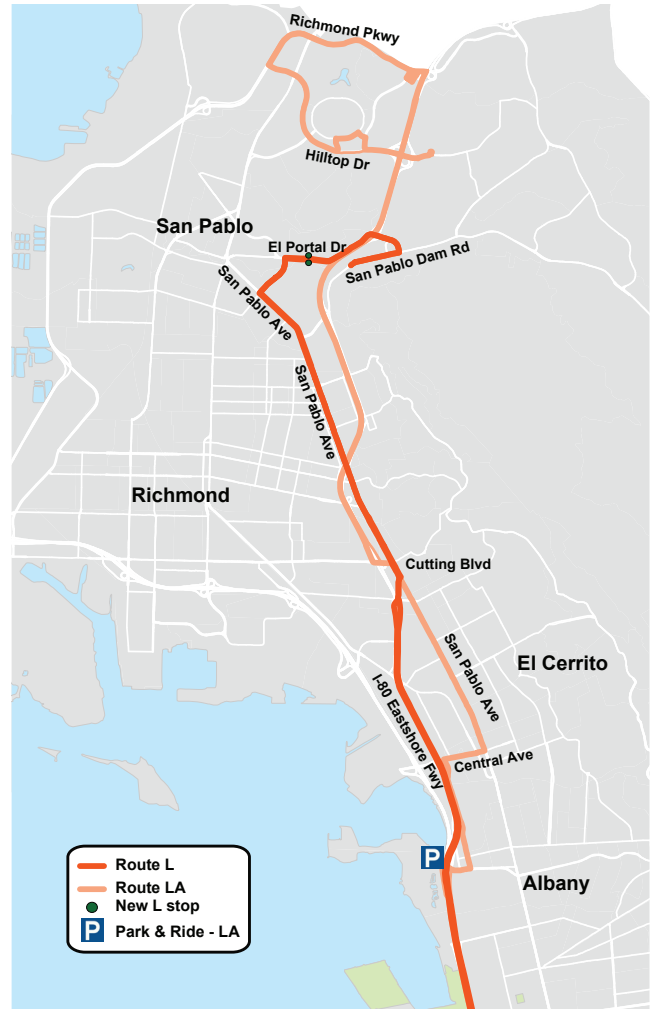 Richmond Pkwy
Hilltop Dr
San Pablo
El Portal Dr
San Pablo Dam Rd
San Pablo Ave
San Pablo Ave
Richmond
Cutting Blvd
San Pablo Ave
El Cerrito
I-80 Eastshore Fwy
Central Ave
P
Albany
Route L
Route LA
New L stop
P Park & Ride - LA